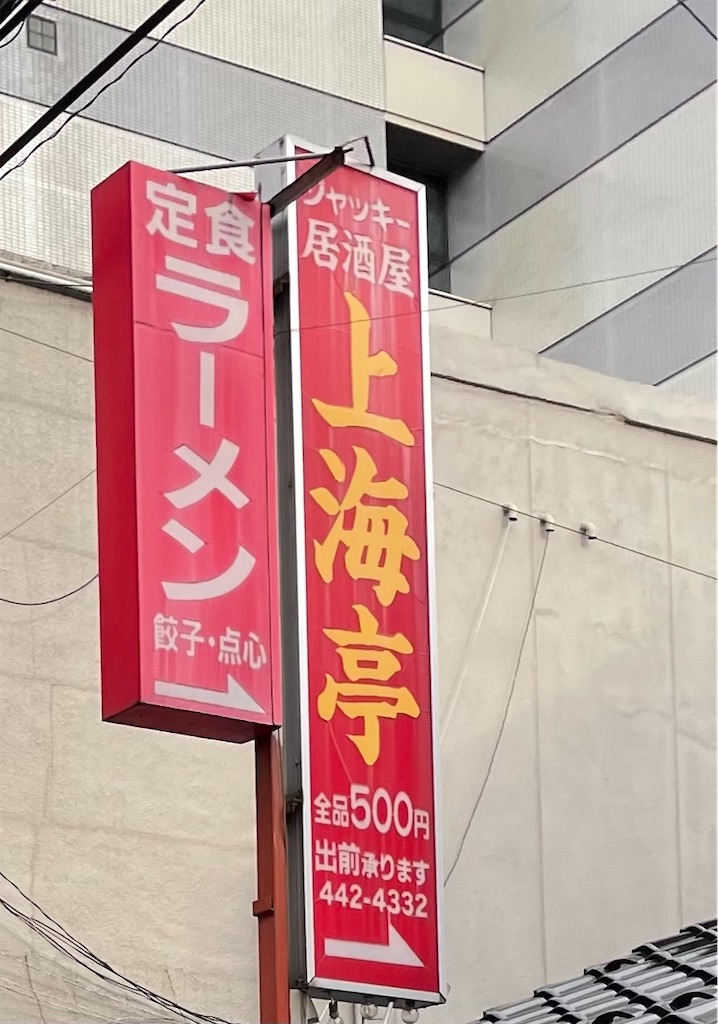 定食
ラーメン
餃子・点心
ジャッキー
居酒屋
上海亭
全品500円
出前承ります
442-4332